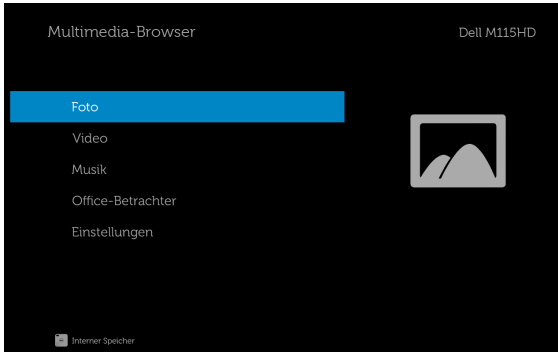 Multimedia-Browser
Dell M115HD
Foto
Video
Musik
Office-Betrachter
Einstellungen
Interner Speicher